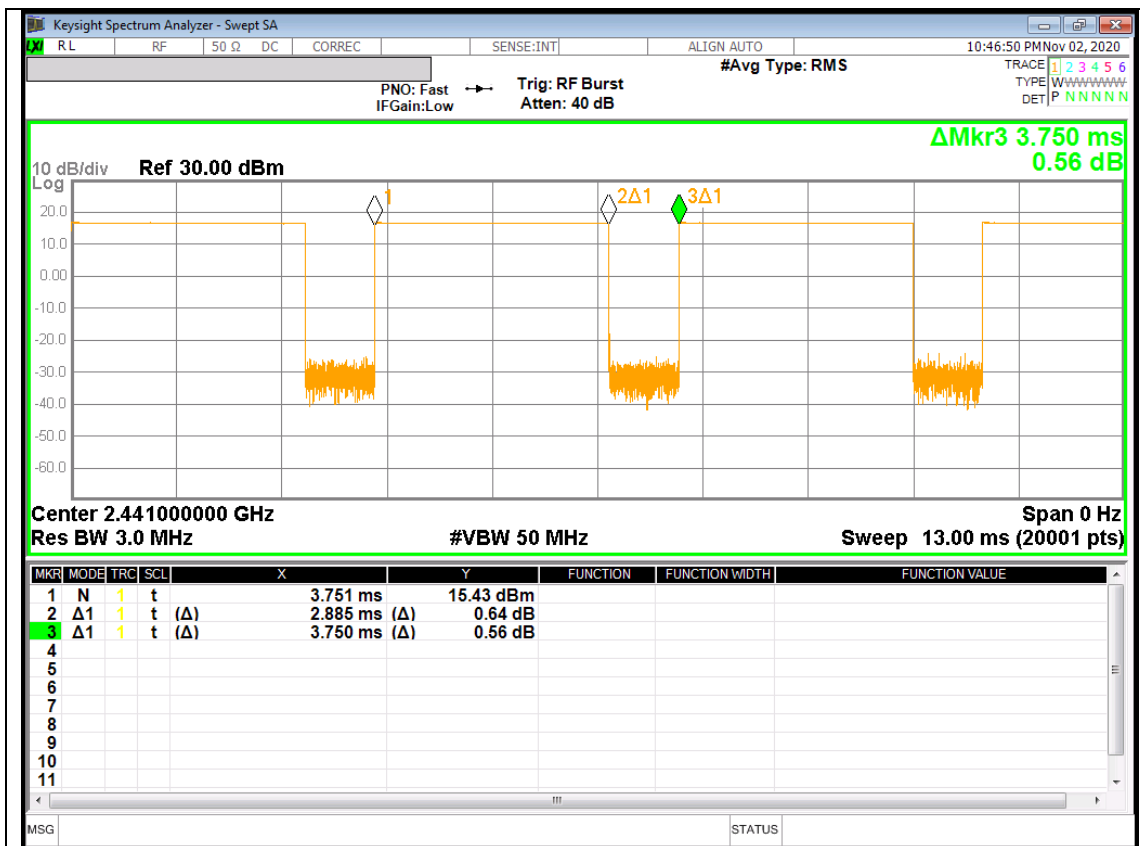 Keysight Spectrum Analyzer - Swept SA
LXI RL RF 50 Ω DC CORREC SENSE:INT ALIGN AUTO 10:46:50 PMNov 02, 2020
#Avg Type: RMS TRACE 1 2 3 4 5 6
PNO: Fast Trig: RF Burst TYPE WWWWWW
IFGain:Low Atten: 40 dB DET P N N N N N
ΔMkr3 3.750 ms
0.56 dB
10 dB/div Ref 30.00 dBm
Log
1 2Δ1 3Δ1
20.0
10.0
0.00
-10.0
-20.0
-30.0
-40.0
-50.0
-60.0
Center 2.441000000 GHz Span 0 Hz
Res BW 3.0 MHz #VBW 50 MHz Sweep 13.00 ms (20001 pts)
MKR MODE TRC SCL X Y FUNCTION FUNCTION WIDTH FUNCTION VALUE
1 N 1 t 3.751 ms 15.43 dBm
2 Δ1 1 t (Δ) 2.885 ms (Δ) 0.64 dB
3 Δ1 1 t (Δ) 3.750 ms (Δ) 0.56 dB
4
5
6
7
8
9
10
11
MSG STATUS